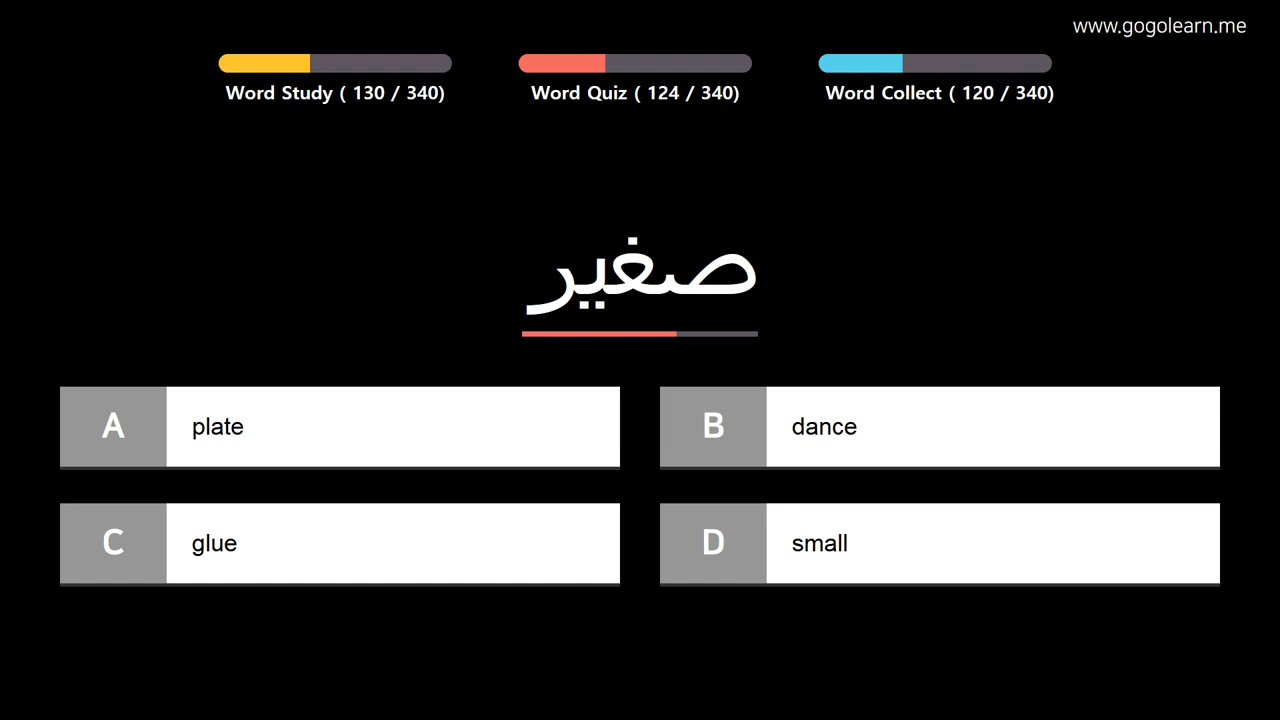 www.gogolearn.me
Word Study ( 130 / 340)
Word Quiz ( 124 / 340)
Word Collect ( 120 / 340)
صغير
A plate
B dance
C glue
D small